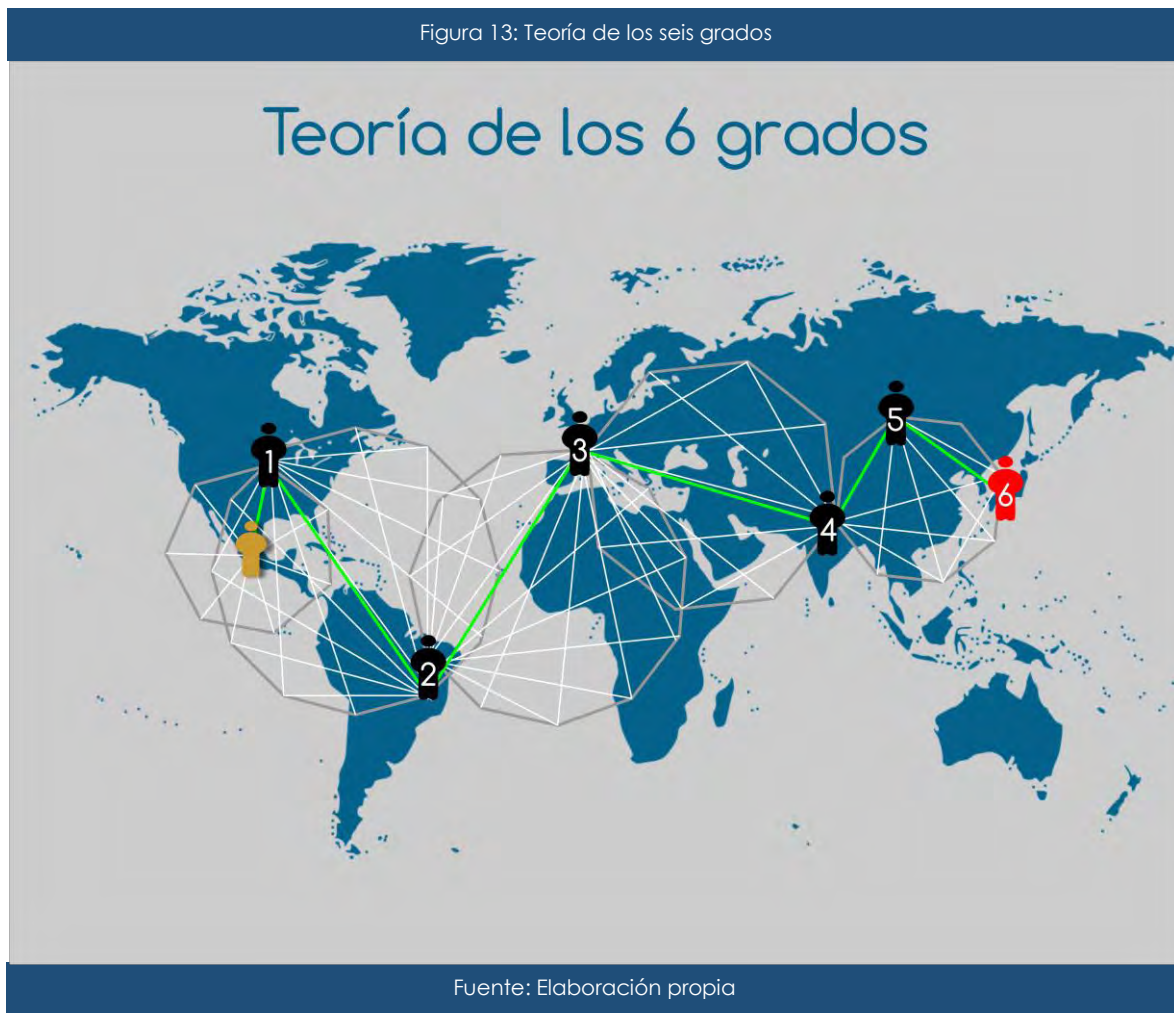 Figura 13: Teoría de los seis grados
Teoría de los 6 grados
1
2
3
4
5
6
Fuente: Elaboración propia